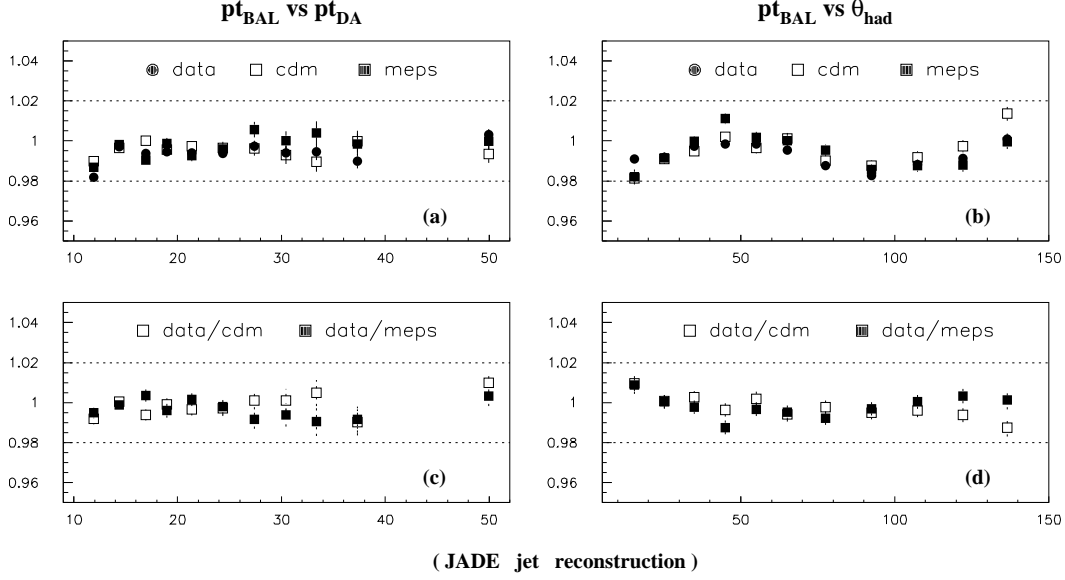 pt_BAL vs pt_DA
pt_BAL vs θ_had
1.04
1.02
1
0.98
0.96
data cdm meps
(a)
10 20 30 40 50
1.04
1.02
1
0.98
0.96
data cdm meps
(b)
50 100 150
1.04
1.02
1
0.98
0.96
data/cdm data/meps
(c)
10 20 30 40 50
1.04
1.02
1
0.98
0.96
data/cdm data/meps
(d)
50 100 150
( JADE jet reconstruction )